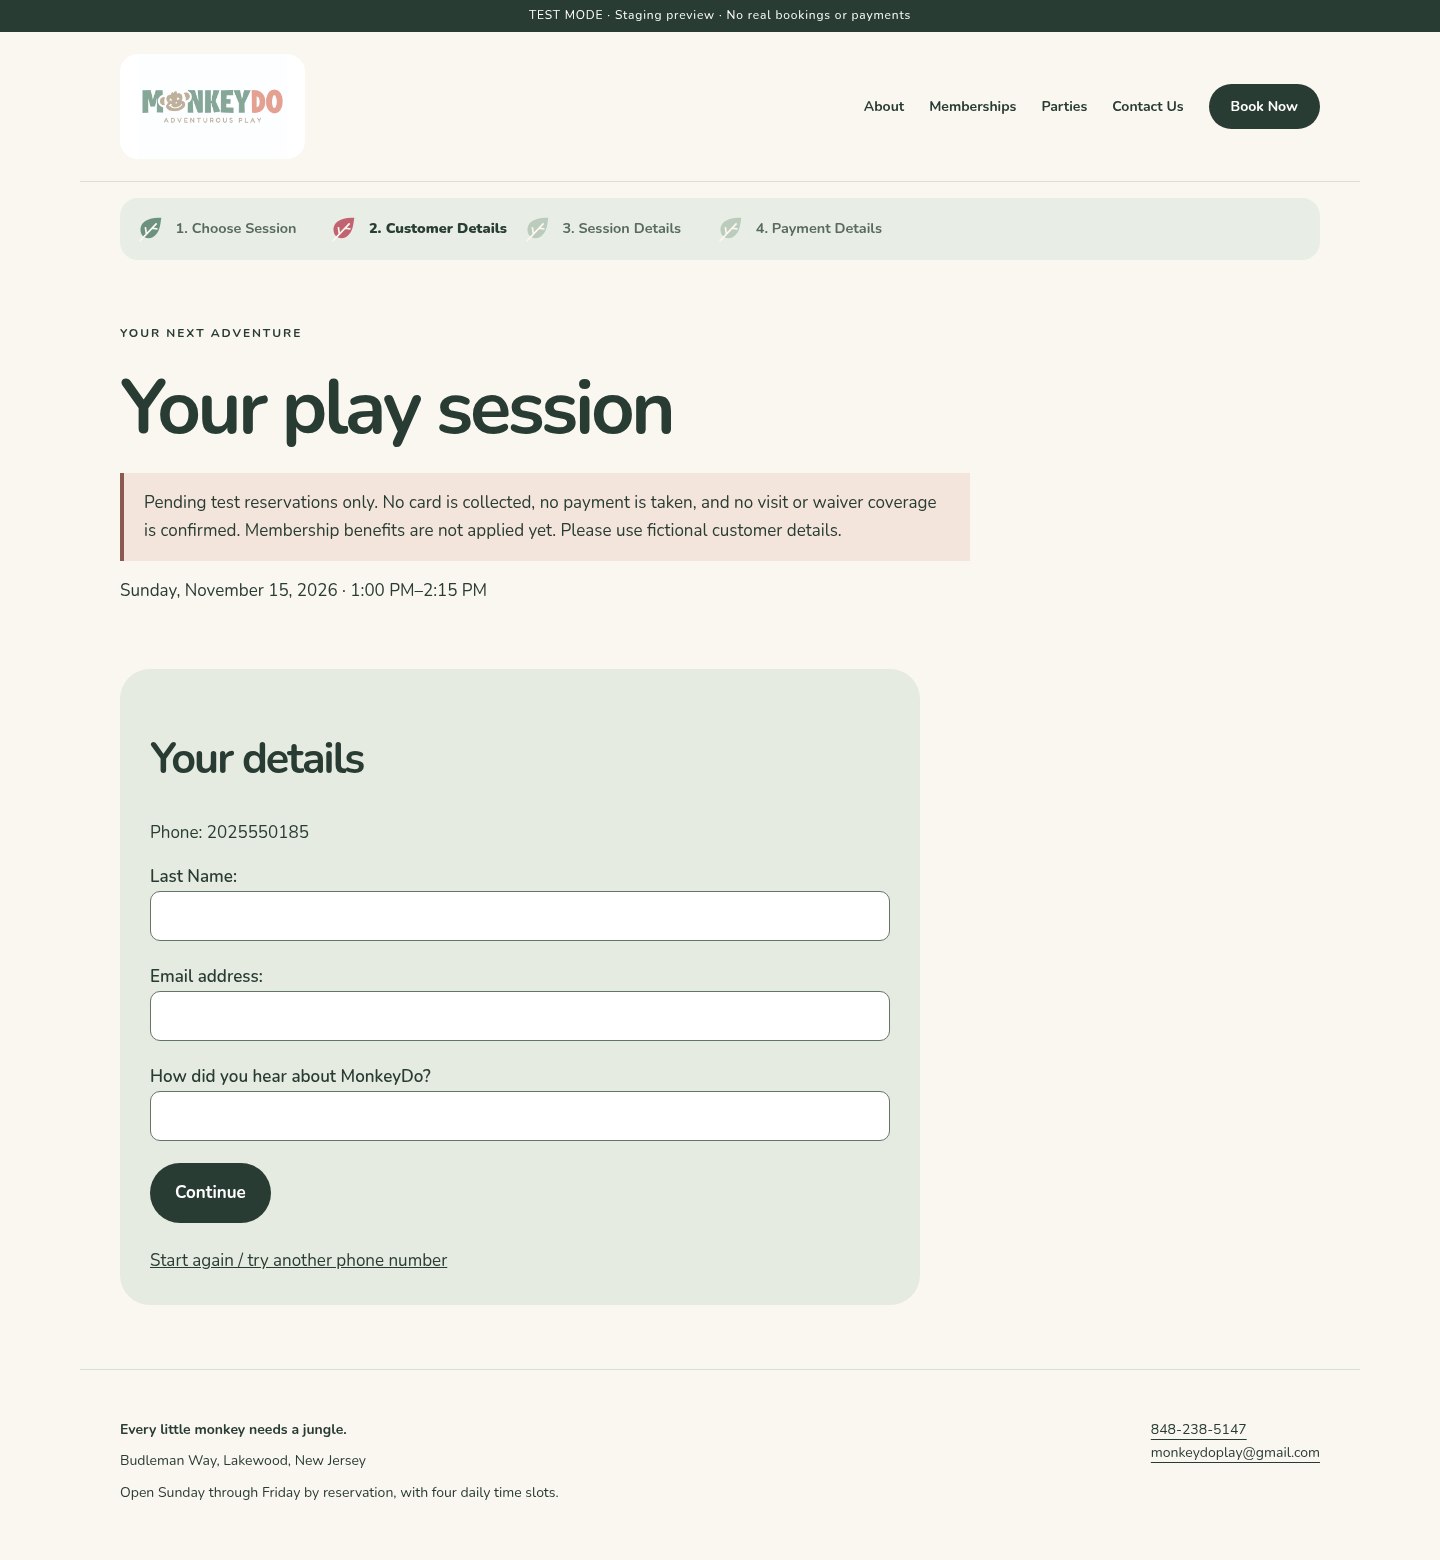 TEST MODE · Staging preview · No real bookings or payments
MONKEYDO
ADVENTUROUS PLAY
About
Memberships
Parties
Contact Us
Book Now
1. Choose Session
2. Customer Details
3. Session Details
4. Payment Details
YOUR NEXT ADVENTURE
Your play session
Pending test reservations only. No card is collected, no payment is taken, and no visit or waiver coverage
is confirmed. Membership benefits are not applied yet. Please use fictional customer details.
Sunday, November 15, 2026 · 1:00 PM–2:15 PM
Your details
Phone: 2025550185
Last Name:
Email address:
How did you hear about MonkeyDo?
Continue
Start again / try another phone number
Every little monkey needs a jungle.
Budleman Way, Lakewood, New Jersey
Open Sunday through Friday by reservation, with four daily time slots.
848-238-5147
monkeydoplay@gmail.com